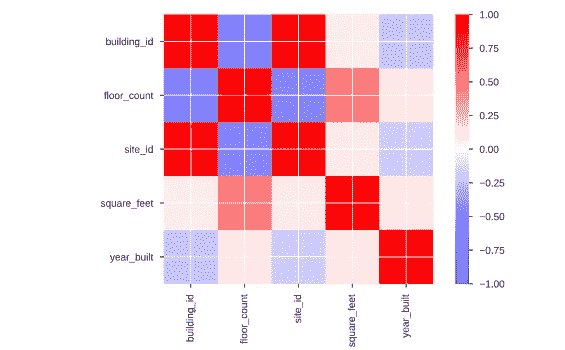 building_id
floor_count
site_id
square_feet
year_built
building_id
floor_count
site_id
square_feet
year_built
1.00
0.75
0.50
0.25
0.00
−0.25
−0.50
−0.75
−1.00